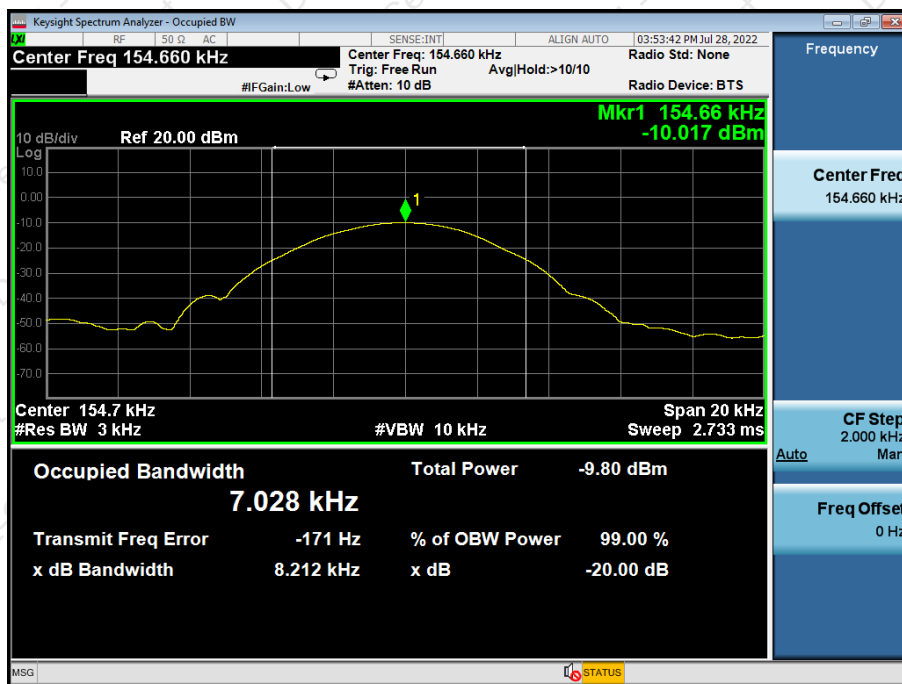 Keysight Spectrum Analyzer - Occupied BW
LXI RF 50 Ω AC SENSE:INT ALIGN AUTO 03:53:42 PM Jul 28, 2022
Center Freq 154.660 kHz
Center Freq: 154.660 kHz
Radio Std: None
Trig: Free Run Avg|Hold:>10/10
#IFGain:Low
#Atten: 10 dB
Radio Device: BTS
Mkr1 154.66 kHz
-10.017 dBm
10 dB/div Ref 20.00 dBm
Log
10.0
0.00
-10.0
-20.0
-30.0
-40.0
-50.0
-60.0
-70.0
1
Center 154.7 kHz Span 20 kHz
#Res BW 3 kHz #VBW 10 kHz Sweep 2.733 ms
Occupied Bandwidth
7.028 kHz
Total Power -9.80 dBm
Transmit Freq Error -171 Hz % of OBW Power 99.00 %
x dB Bandwidth 8.212 kHz x dB -20.00 dB
Frequency
Center Freq
154.660 kHz
CF Step
2.000 kHz
Auto Man
Freq Offset
0 Hz
MSG STATUS